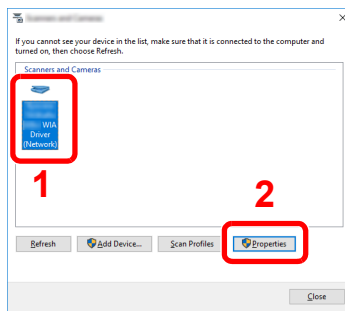 If you cannot see your device in the list, make sure that it is connected to the computer and
turned on, then choose Refresh.
Scanners and Cameras
WIA
Driver
(Network)
1
2
Refresh
Add Device...
Scan Profiles
Properties
Close